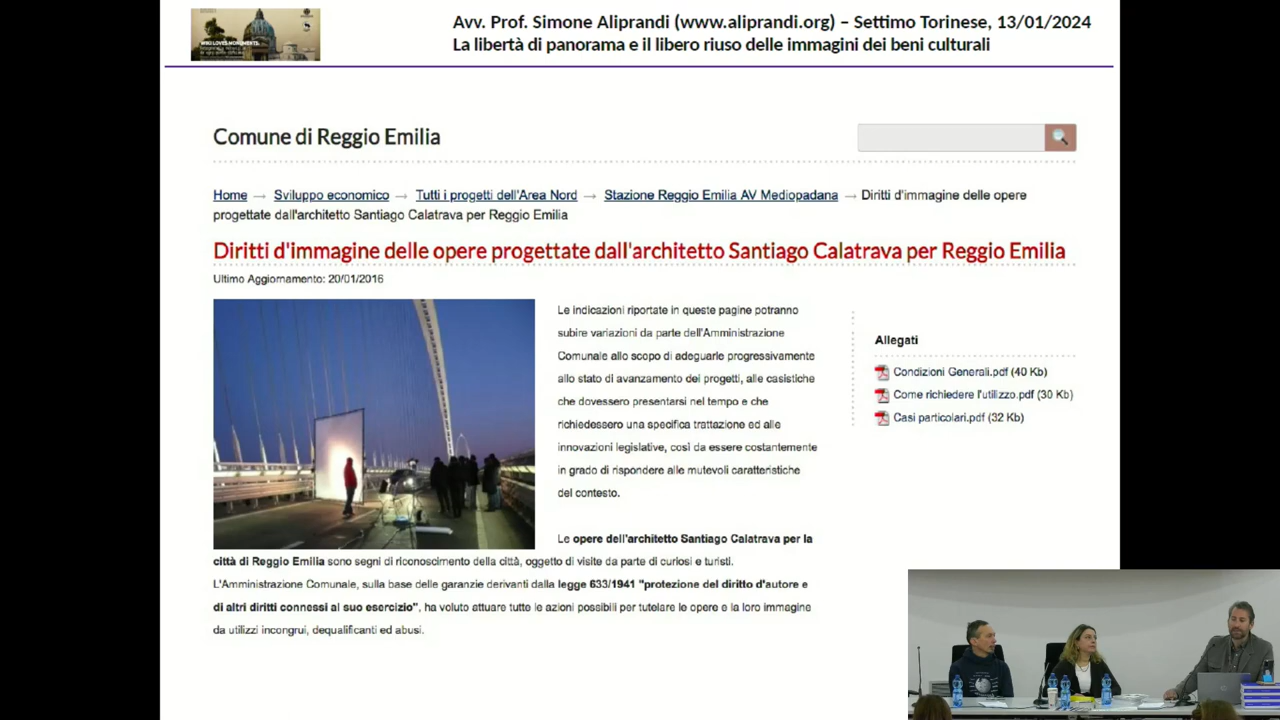 Avv. Prof. Simone Aliprandi (www.aliprandi.org) – Settimo Torinese, 13/01/2024
La libertà di panorama e il libero riuso delle immagini dei beni culturali
WIKI LOVES MONUMENTS.
Comune di Reggio Emilia
Home → Sviluppo economico → Tutti i progetti dell'Area Nord → Stazione Reggio Emilia AV Mediopadana → Diritti d'immagine delle opere
progettate dall'architetto Santiago Calatrava per Reggio Emilia
Diritti d'immagine delle opere progettate dall'architetto Santiago Calatrava per Reggio Emilia
Ultimo Aggiornamento: 20/01/2016
Le indicazioni riportate in queste pagine potranno
subire variazioni da parte dell'Amministrazione
Comunale allo scopo di adeguarle progressivamente
allo stato di avanzamento dei progetti, alle casistiche
che dovessero presentarsi nel tempo e che
richiedessero una specifica trattazione ed alle
innovazioni legislative, così da essere costantemente
in grado di rispondere alle mutevoli caratteristiche
del contesto.
Le opere dell'architetto Santiago Calatrava per la
città di Reggio Emilia sono segni di riconoscimento della città, oggetto di visite da parte di curiosi e turisti.
L'Amministrazione Comunale, sulla base delle garanzie derivanti dalla legge 633/1941 "protezione del diritto d'autore e
di altri diritti connessi al suo esercizio", ha voluto attuare tutte le azioni possibili per tutelare le opere e la loro immagine
da utilizzi incongrui, dequalificanti ed abusi.
Allegati
Condizioni Generali.pdf (40 Kb)
Come richiedere l'utilizzo.pdf (30 Kb)
Casi particolari.pdf (32 Kb)